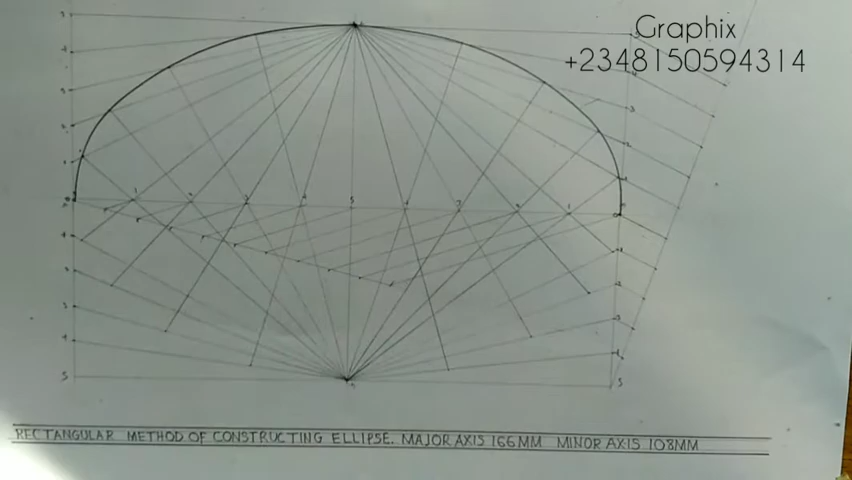 Graphix
+2348150594314
RECTANGULAR METHOD OF CONSTRUCTING ELLIPSE. MAJOR AXIS 166MM MINOR AXIS 108MM